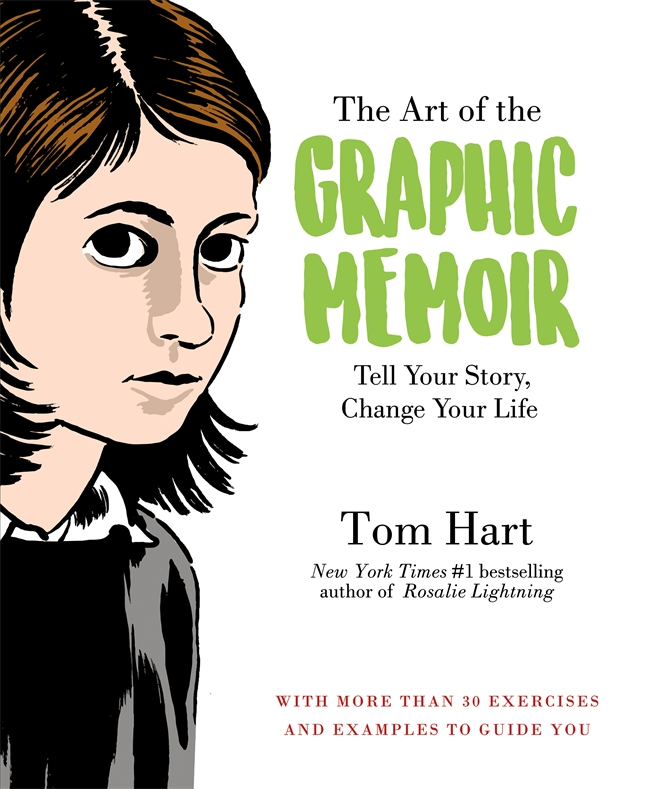 The Art of the
GRAPHIC
MEMOIR
Tell Your Story,
Change Your Life
Tom Hart
New York Times #1 bestselling
author of Rosalie Lightning
WITH MORE THAN 30 EXERCISES
AND EXAMPLES TO GUIDE YOU